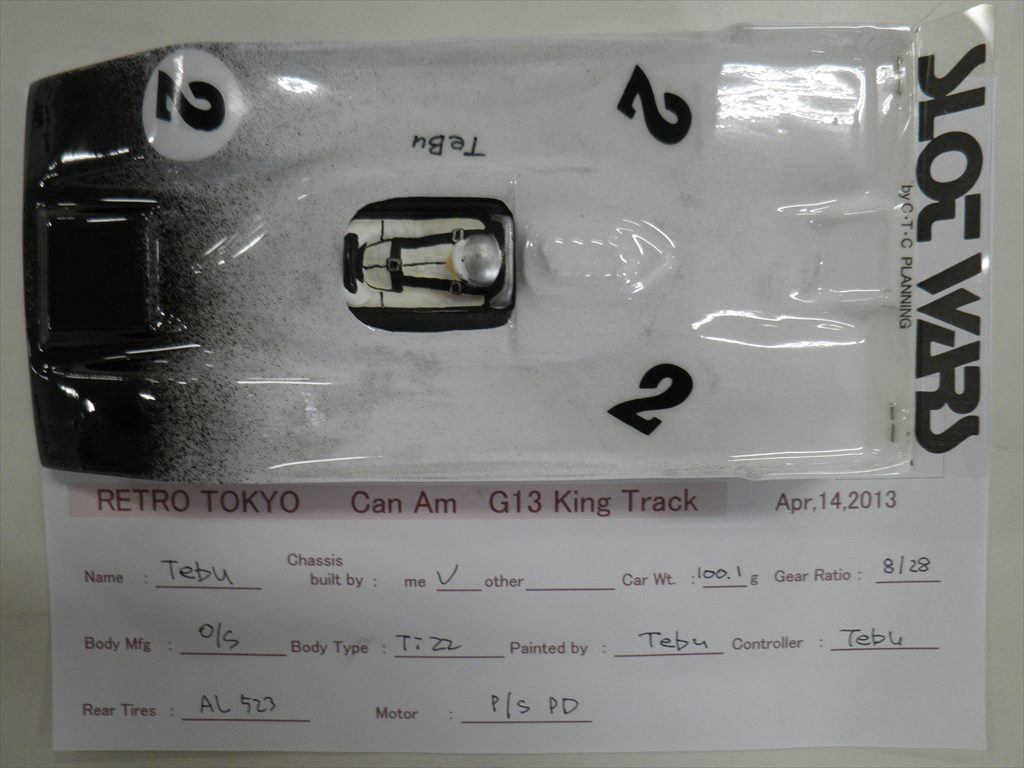 2
2
TeBu
2
SLOT WARS
by C・T・C PLANNING
RETRO TOKYO Can Am G13 King Track Apr,14,2013
Name : Tebu Chassis built by : me ✓ other Car Wt. : 100.1 g Gear Ratio : 8/28
Body Mfg : O/S Body Type : Ti 22 Painted by : Tebu Controller : Tebu
Rear Tires : AL 523 Motor : P/S PD